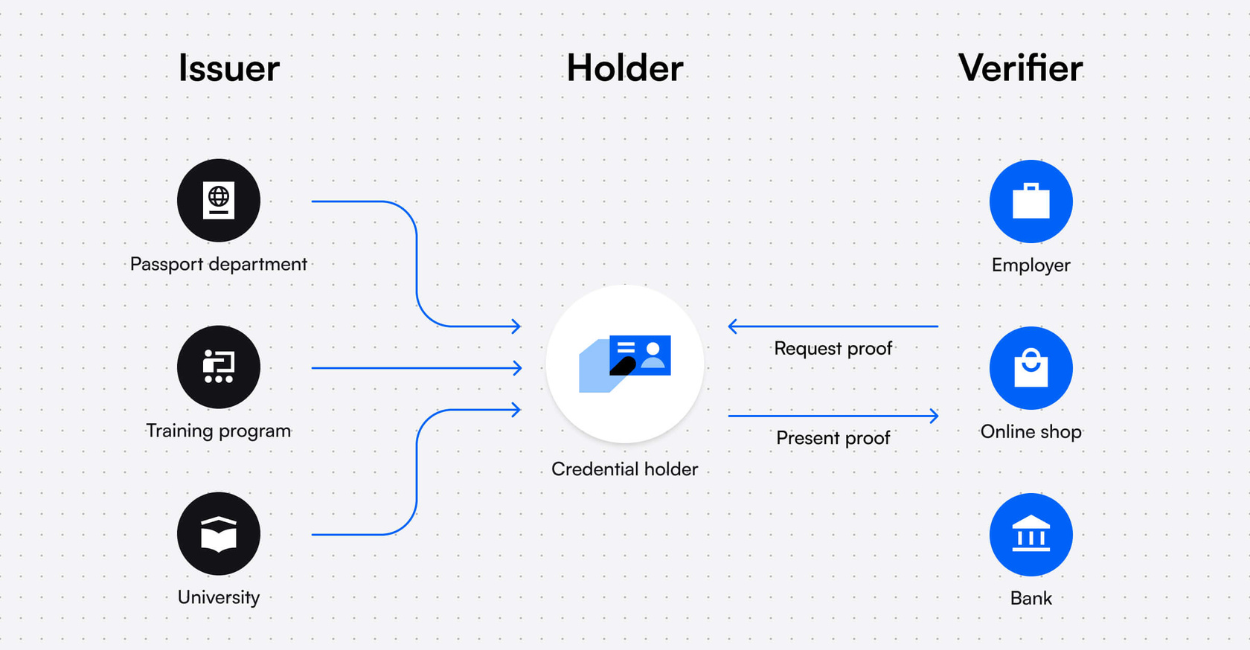 Issuer
Holder
Verifier
Passport department
Employer
Request proof
Training program
Present proof
Online shop
Credential holder
University
Bank